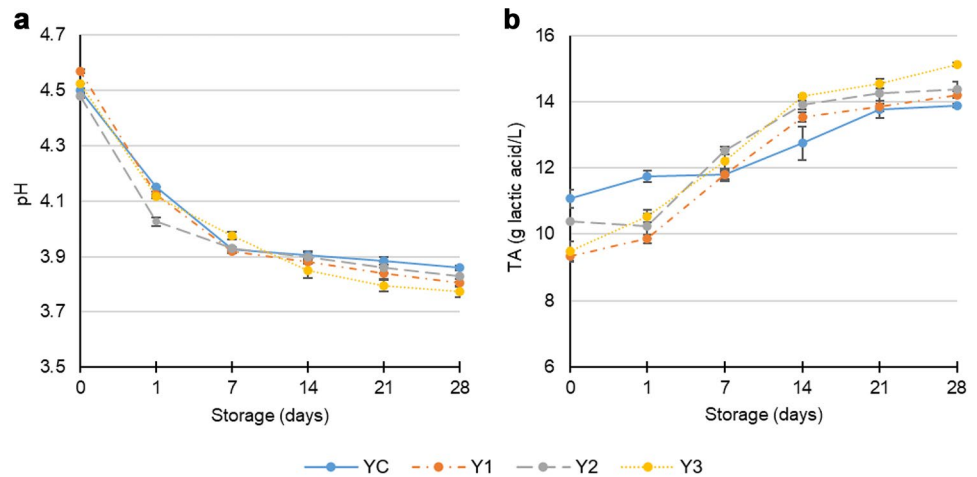 a
b
4.7
4.5
4.3
4.1
3.9
3.7
3.5
pH
0 1 7 14 21 28
Storage (days)
16
14
12
10
8
6
TA (g lactic acid/L)
0 1 7 14 21 28
Storage (days)
YC Y1 Y2 Y3